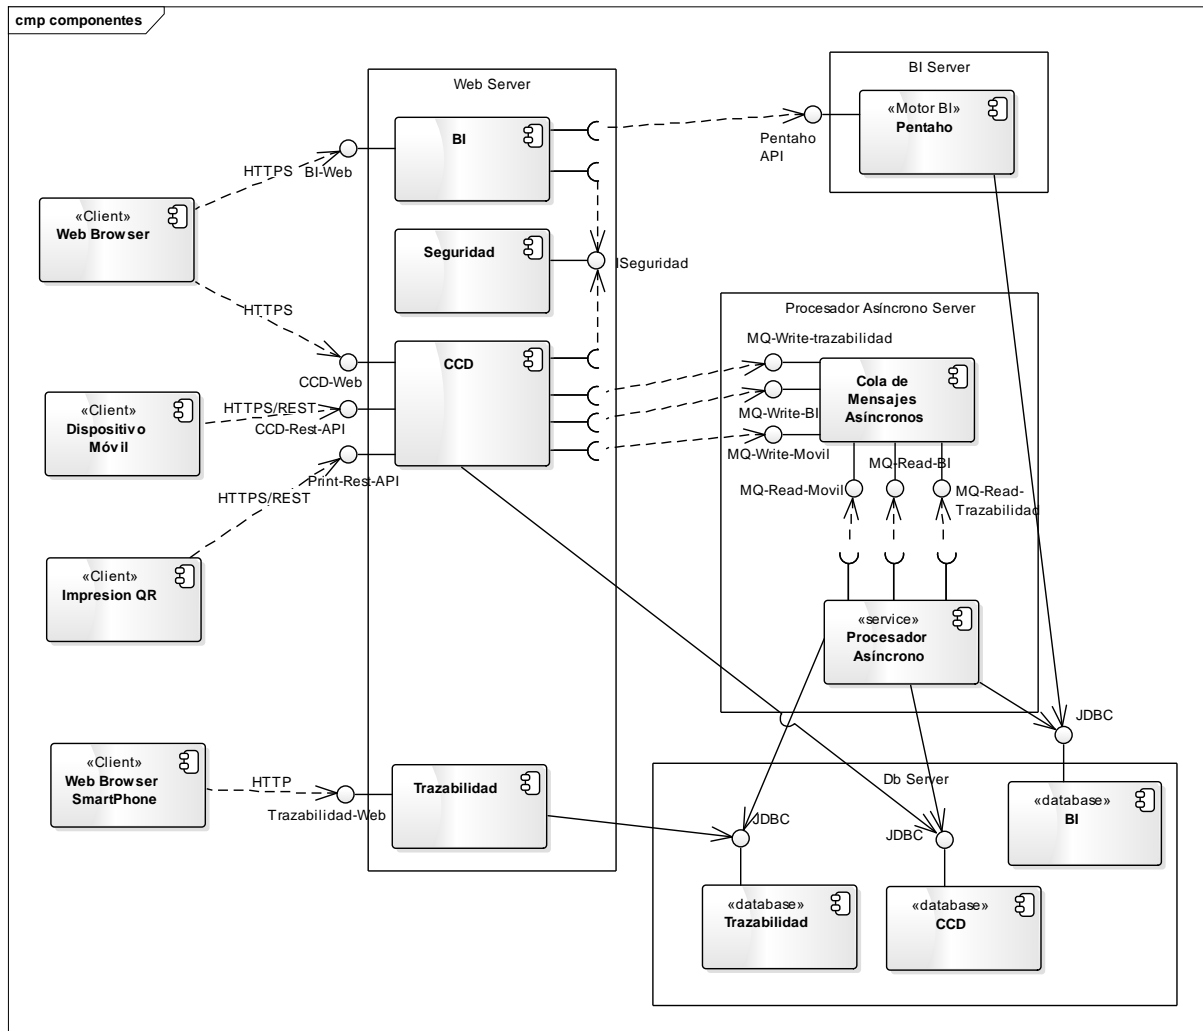 cmp componentes
Web Server
BI Server
«Motor BI»
Pentaho
BI
Pentaho
API
HTTPS
BI-Web
«Client»
Web Browser
Seguridad
ISeguridad
HTTPS
Procesador Asíncrono Server
MQ-Write-trazabilidad
CCD
Cola de
Mensajes
Asíncronos
CCD-Web
MQ-Write-BI
«Client»
Dispositivo
Móvil
HTTPS/REST
CCD-Rest-API
MQ-Write-Movil
MQ-Read-BI
Print-Rest-API
MQ-Read-Movil
MQ-Read-
Trazabilidad
HTTPS/REST
«Client»
Impresion QR
«service»
Procesador
Asíncrono
JDBC
«Client»
Web Browser
SmartPhone
HTTP
Trazabilidad-Web
Trazabilidad
Db Server
«database»
BI
JDBC
JDBC
«database»
Trazabilidad
«database»
CCD